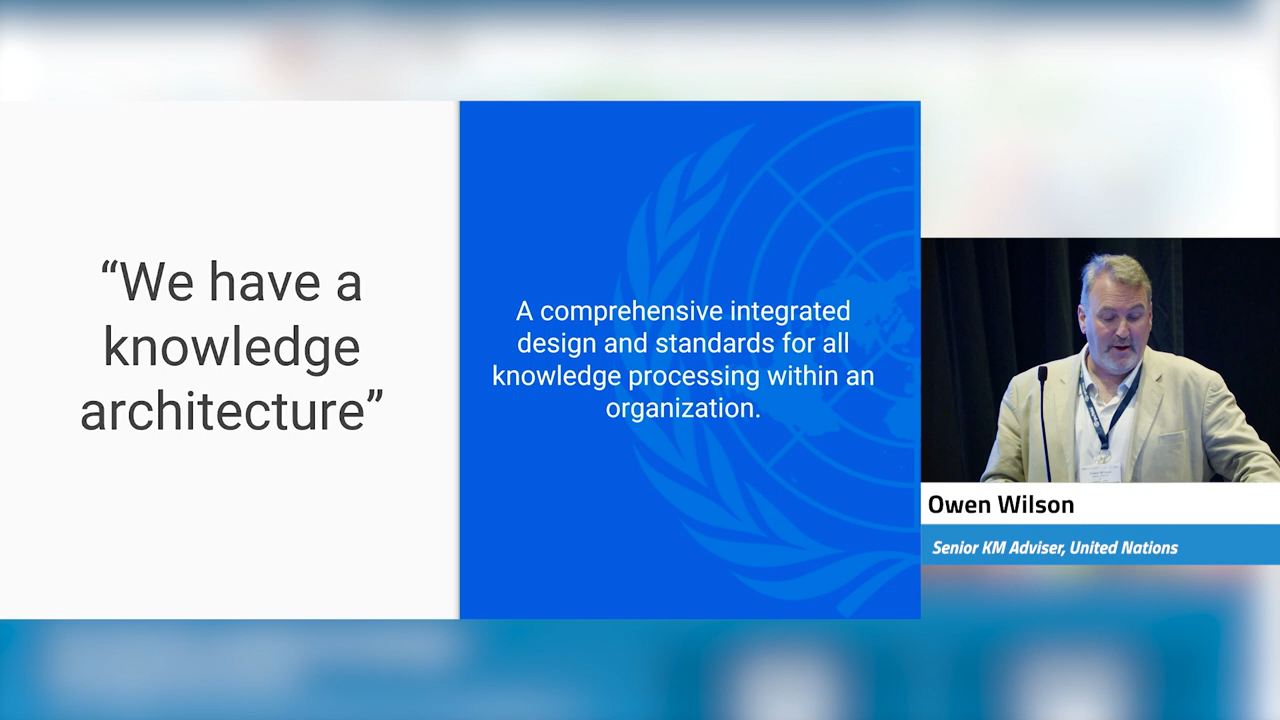 “We have a
knowledge
architecture”
A comprehensive integrated
design and standards for all
knowledge processing within an
organization.
Owen Wilson
Senior KM Adviser, United Nations